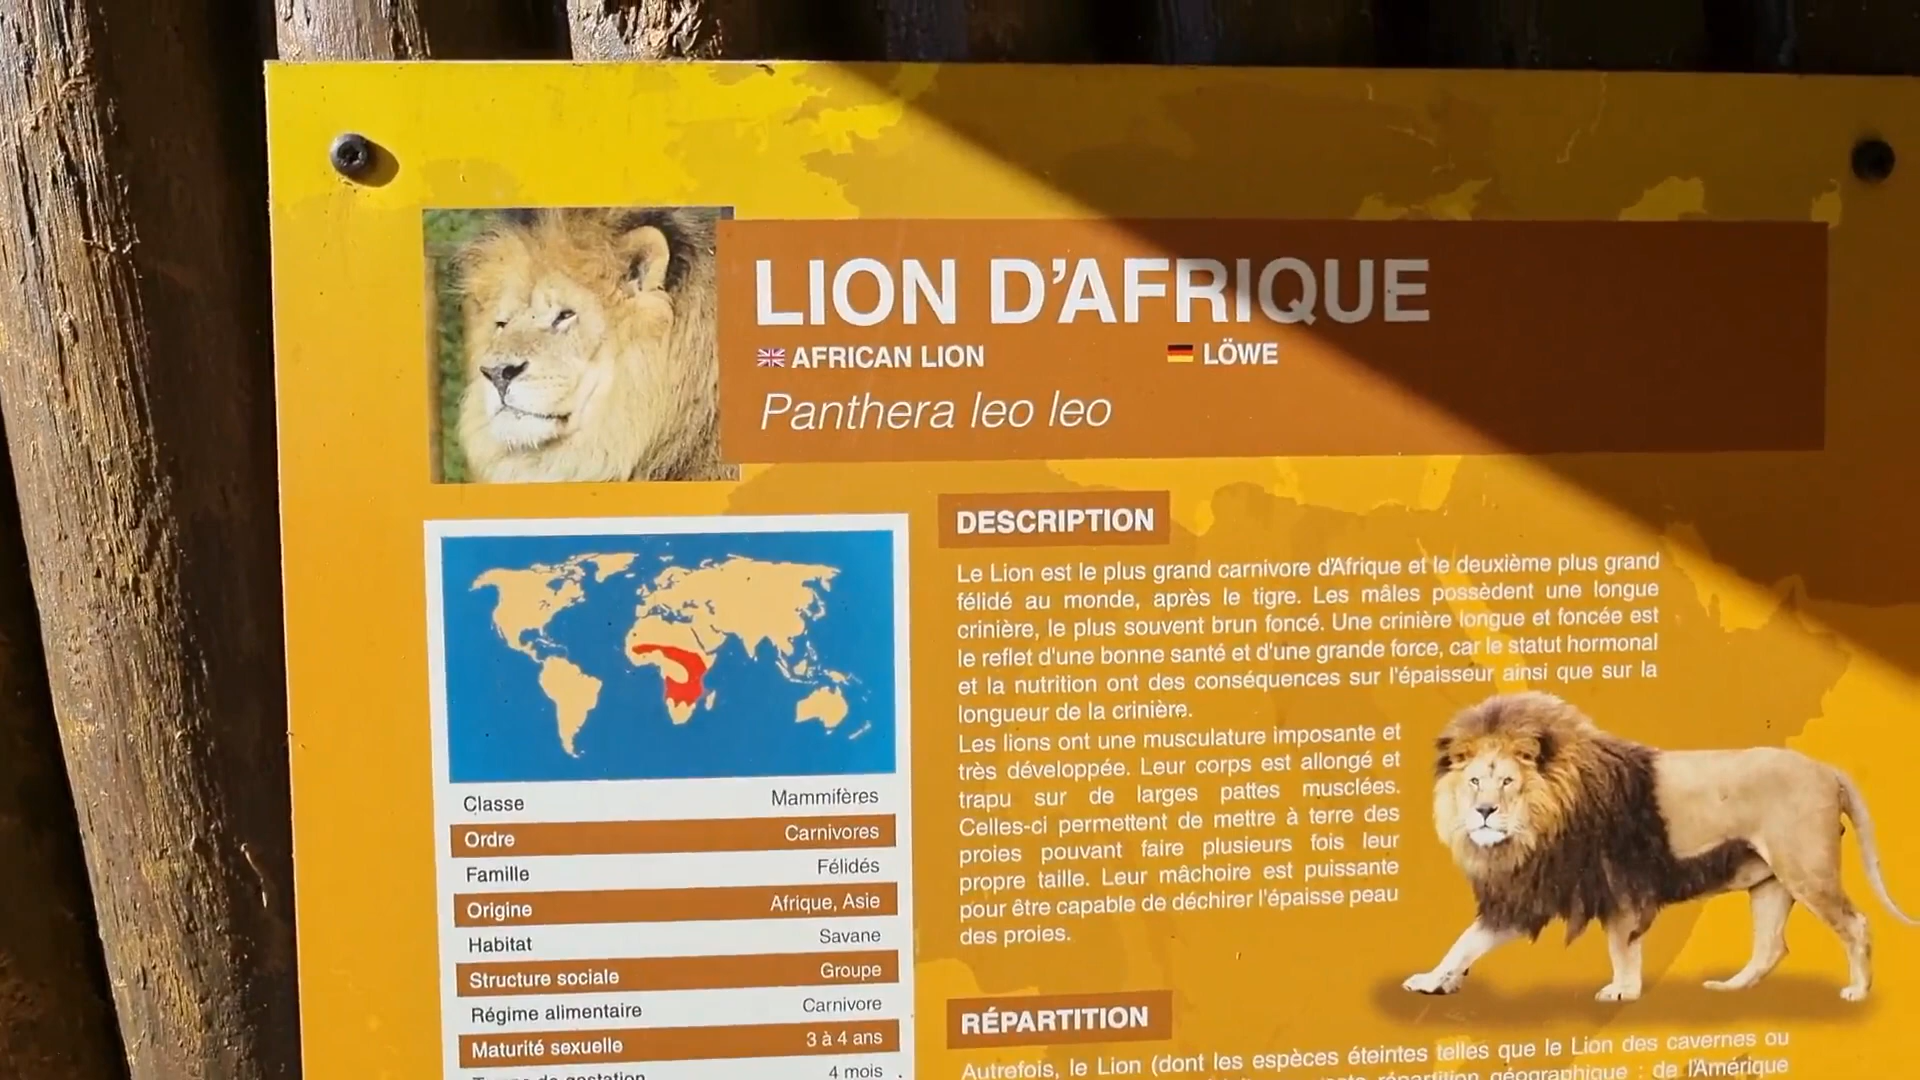 LION D'AFRIQUE
AFRICAN LION
LÖWE
Panthera leo leo
DESCRIPTION
Le Lion est le plus grand carnivore d'Afrique et le deuxième plus grand
félidé au monde, après le tigre. Les mâles possèdent une longue
crinière, le plus souvent brun foncé. Une crinière longue et foncée est
le reflet d'une bonne santé et d'une grande force, car le statut hormonal
et la nutrition ont des conséquences sur l'épaisseur ainsi que sur la
longueur de la crinière.
Les lions ont une musculature imposante et
très développée. Leur corps est allongé et
trapu sur de larges pattes musclées.
Celles-ci permettent de mettre à terre des
proies pouvant faire plusieurs fois leur
propre taille. Leur mâchoire est puissante
pour être capable de déchirer l'épaisse peau
des proies.
Classe Mammifères
Ordre Carnivores
Famille Félidés
Origine Afrique, Asie
Habitat Savane
Structure sociale Groupe
Régime alimentaire Carnivore
Maturité sexuelle 3 à 4 ans
Temps de gestation 4 mois
RÉPARTITION
Autrefois, le Lion (dont les espèces éteintes telles que le Lion des cavernes ou
répartition géographique : de l'Amérique